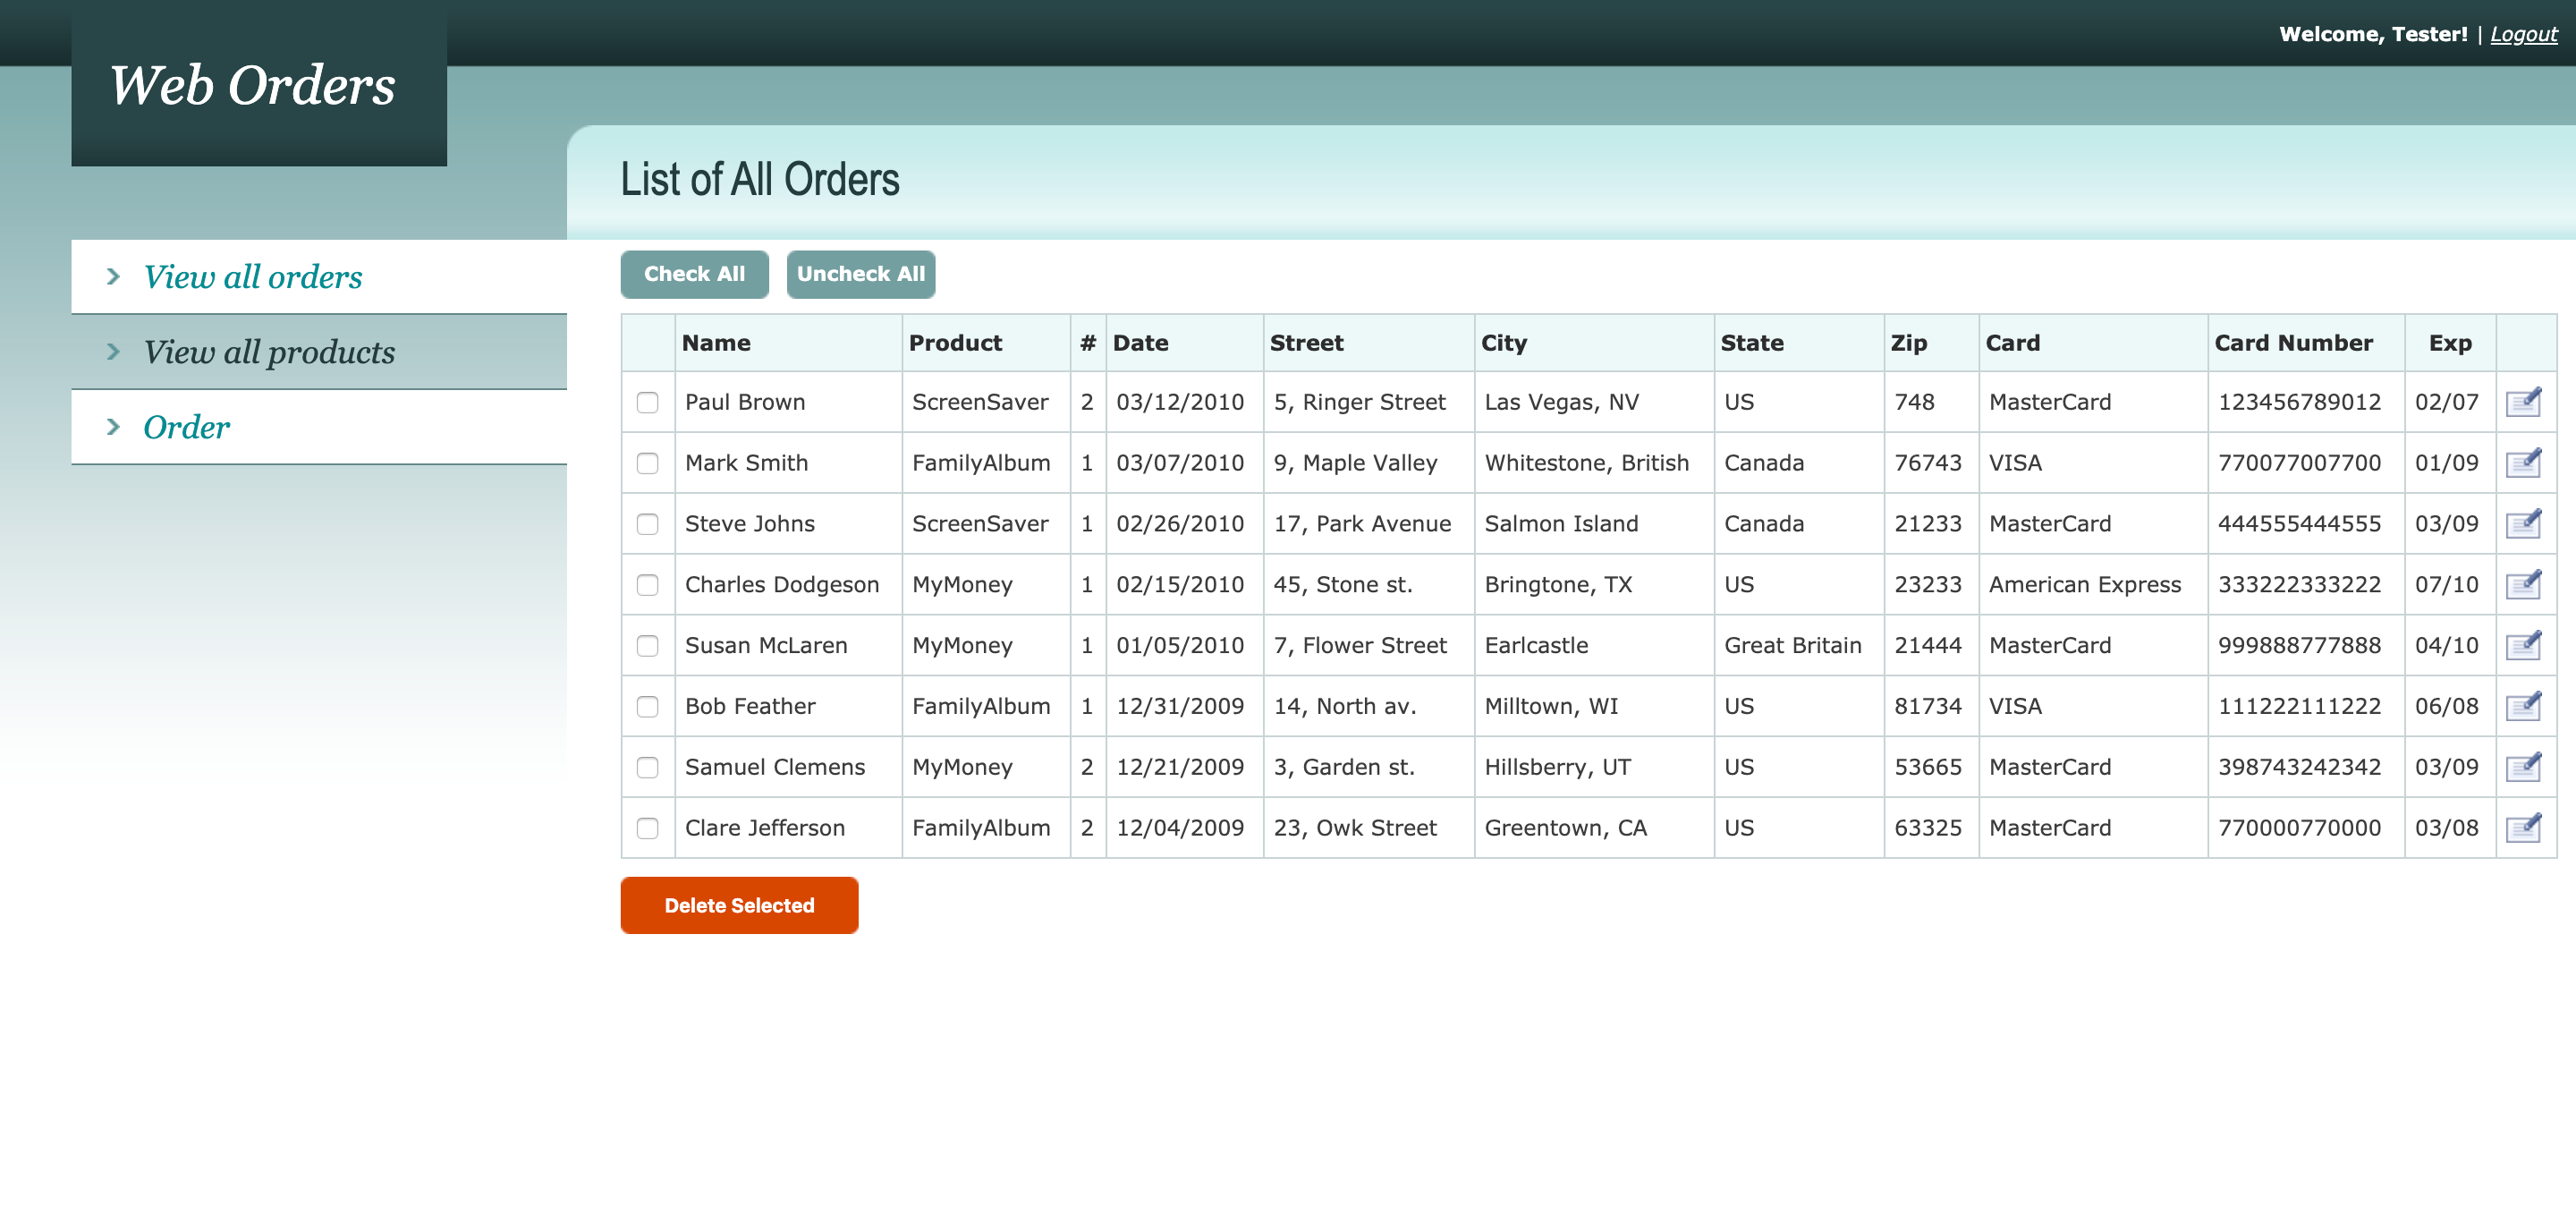 Welcome, Tester! | Logout
Web Orders
List of All Orders
View all orders
View all products
Order
Check All Uncheck All
Name Product # Date Street City State Zip Card Card Number Exp
Paul Brown ScreenSaver 2 03/12/2010 5, Ringer Street Las Vegas, NV US 748 MasterCard 123456789012 02/07
Mark Smith FamilyAlbum 1 03/07/2010 9, Maple Valley Whitestone, British Canada 76743 VISA 770077007700 01/09
Steve Johns ScreenSaver 1 02/26/2010 17, Park Avenue Salmon Island Canada 21233 MasterCard 444555444555 03/09
Charles Dodgeson MyMoney 1 02/15/2010 45, Stone st. Bringtone, TX US 23233 American Express 333222333222 07/10
Susan McLaren MyMoney 1 01/05/2010 7, Flower Street Earlcastle Great Britain 21444 MasterCard 999888777888 04/10
Bob Feather FamilyAlbum 1 12/31/2009 14, North av. Milltown, WI US 81734 VISA 111222111222 06/08
Samuel Clemens MyMoney 2 12/21/2009 3, Garden st. Hillsberry, UT US 53665 MasterCard 398743242342 03/09
Clare Jefferson FamilyAlbum 2 12/04/2009 23, Owk Street Greentown, CA US 63325 MasterCard 770000770000 03/08
Delete Selected